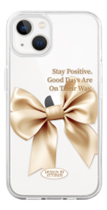 Stay Positive.
Good Days Are
On Their Way.